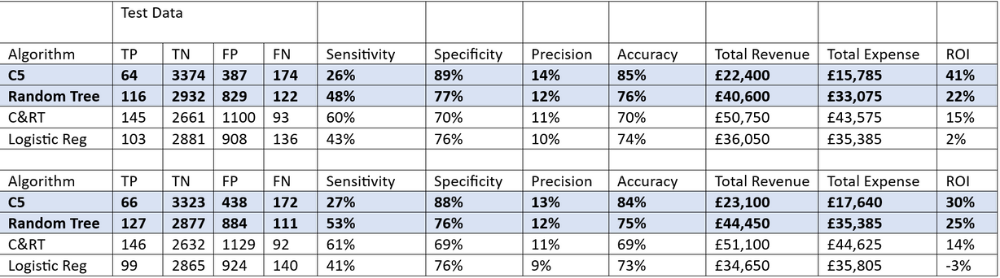 Test Data
Algorithm TP TN FP FN Sensitivity Specificity Precision Accuracy Total Revenue Total Expense ROI
C5 64 3374 387 174 26% 89% 14% 85% £22,400 £15,785 41%
Random Tree 116 2932 829 122 48% 77% 12% 76% £40,600 £33,075 22%
C&RT 145 2661 1100 93 60% 70% 11% 70% £50,750 £43,575 15%
Logistic Reg 103 2881 908 136 43% 76% 10% 74% £36,050 £35,385 2%
Algorithm TP TN FP FN Sensitivity Specificity Precision Accuracy Total Revenue Total Expense ROI
C5 66 3323 438 172 27% 88% 13% 84% £23,100 £17,640 30%
Random Tree 127 2877 884 111 53% 76% 12% 75% £44,450 £35,385 25%
C&RT 146 2632 1129 92 61% 69% 11% 69% £51,100 £44,625 14%
Logistic Reg 99 2865 924 140 41% 76% 9% 73% £34,650 £35,805 -3%